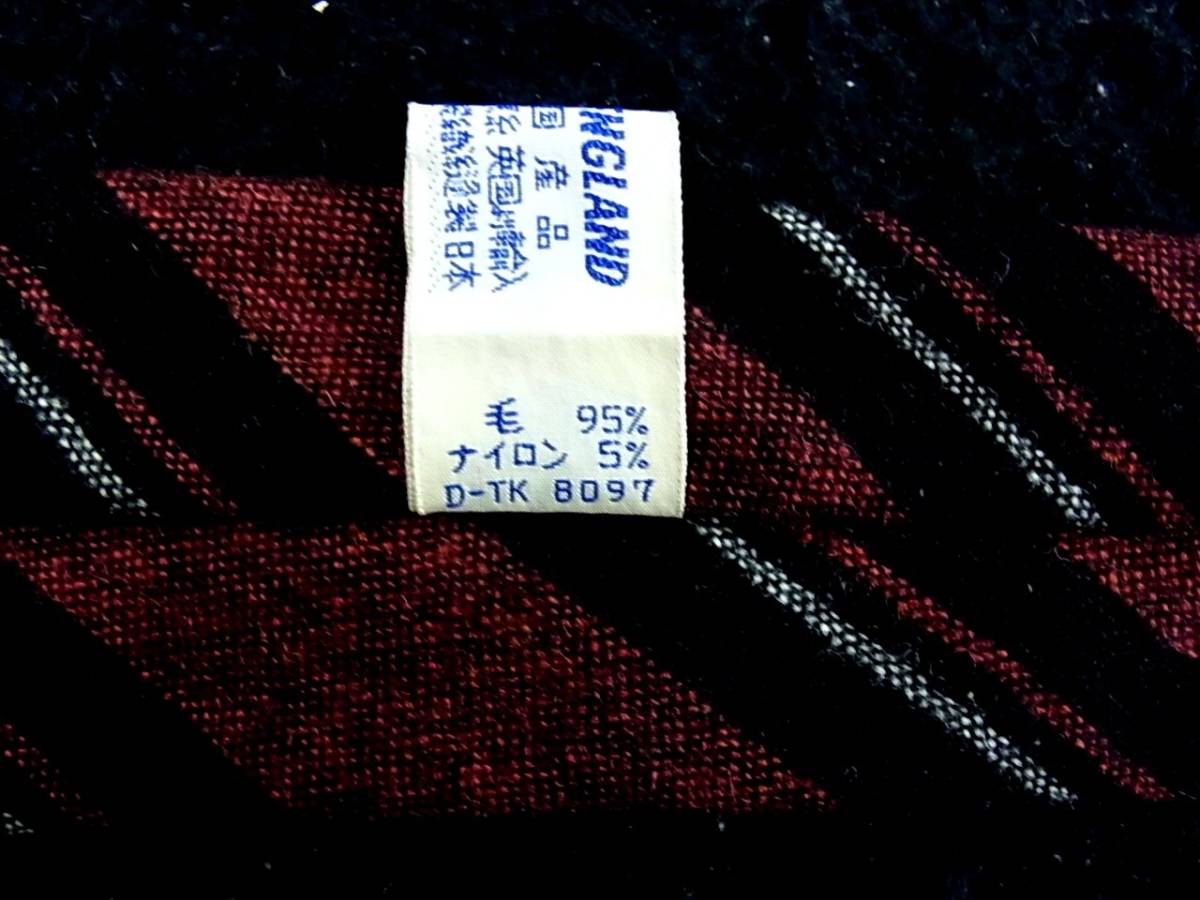 NGLAND
国産品
英国 輸入
縫製日本
毛 95%
ナイロン 5%
D-TK 8097